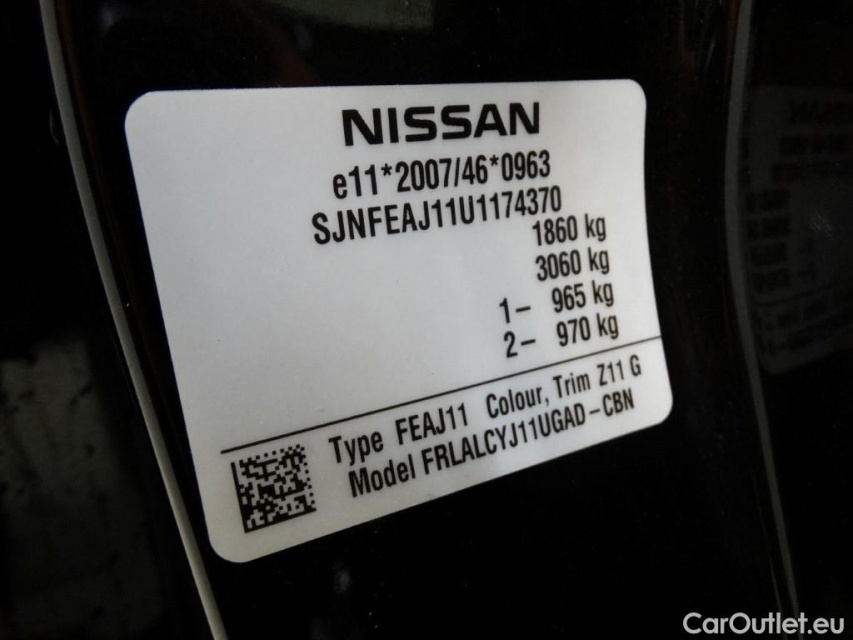 NISSAN
e11*2007/46*0963
SJNFEAJ11U1174370
1860 kg
3060 kg
1- 965 kg
2- 970 kg
Type FEAJ11 Colour, Trim Z11 G
Model FRLALCYJ11UGAD-CBN
CarOutlet.eu